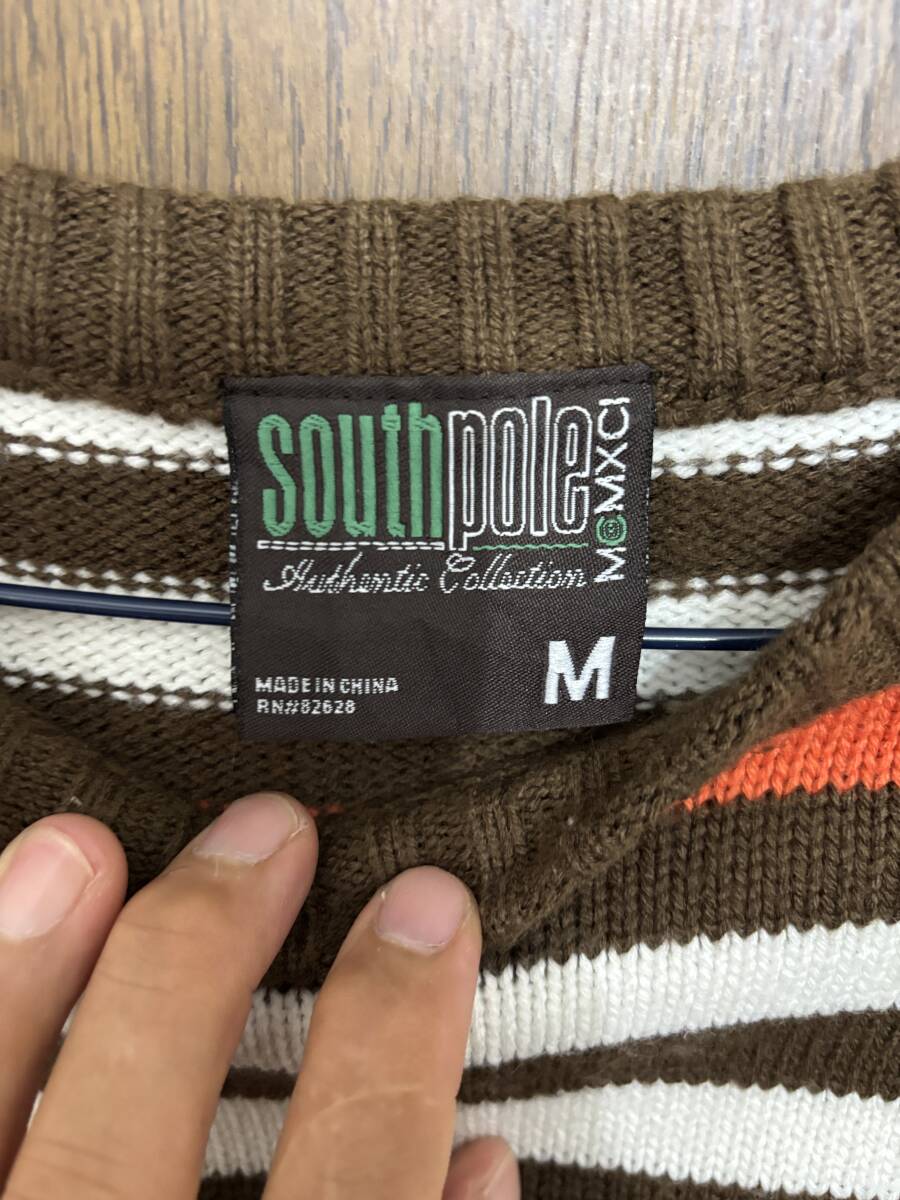 southpole
Authentic Collection
MCMXCI
M
MADE IN CHINA
RN#82628